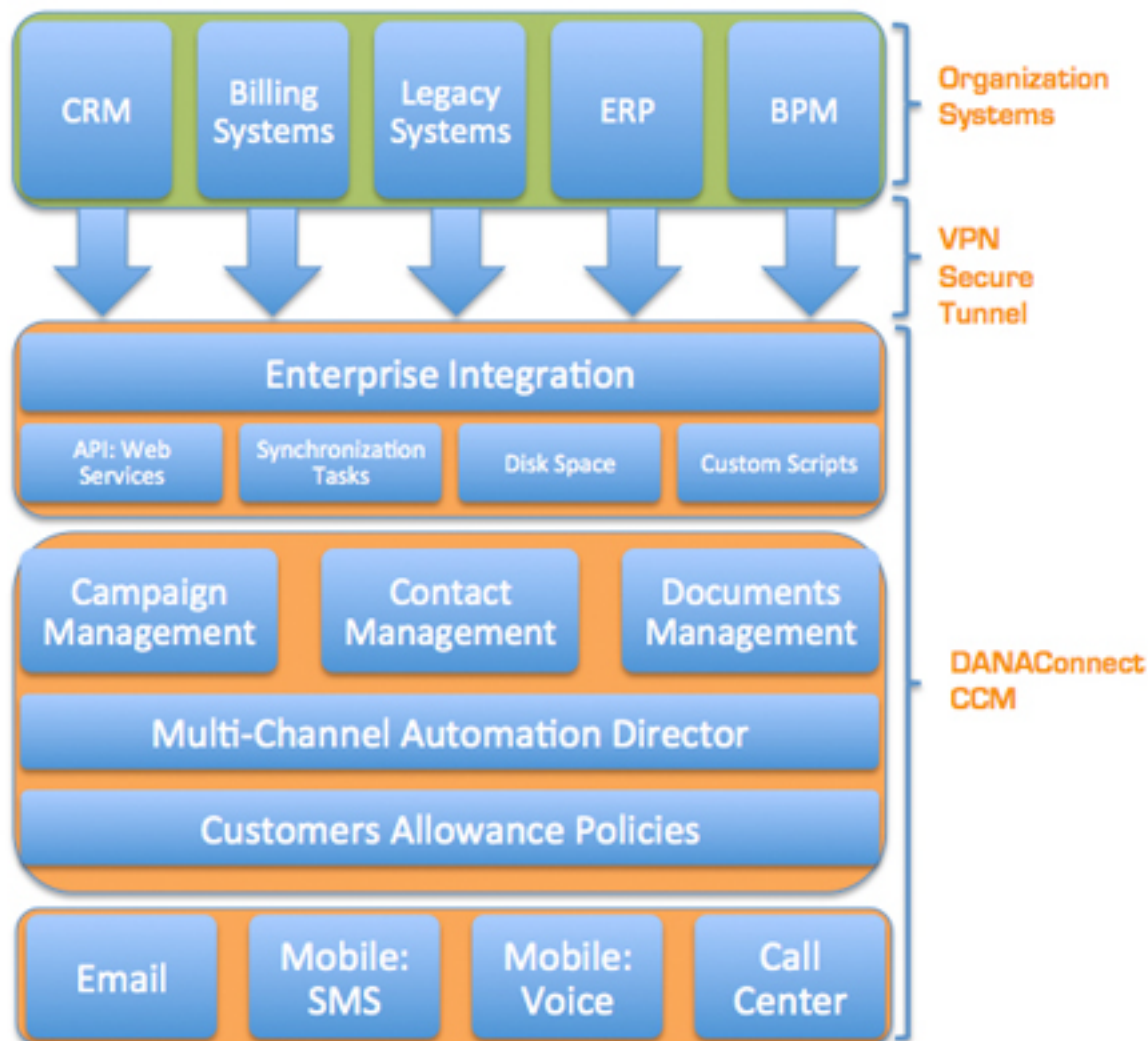 CRM
Billing
Systems
Legacy
Systems
ERP
BPM
Organization
Systems
VPN
Secure
Tunnel
Enterprise Integration
API: Web
Services
Synchronization
Tasks
Disk Space
Custom Scripts
Campaign
Management
Contact
Management
Documents
Management
DANAConnect
CCM
Multi-Channel Automation Director
Customers Allowance Policies
Email
Mobile:
SMS
Mobile:
Voice
Call
Center